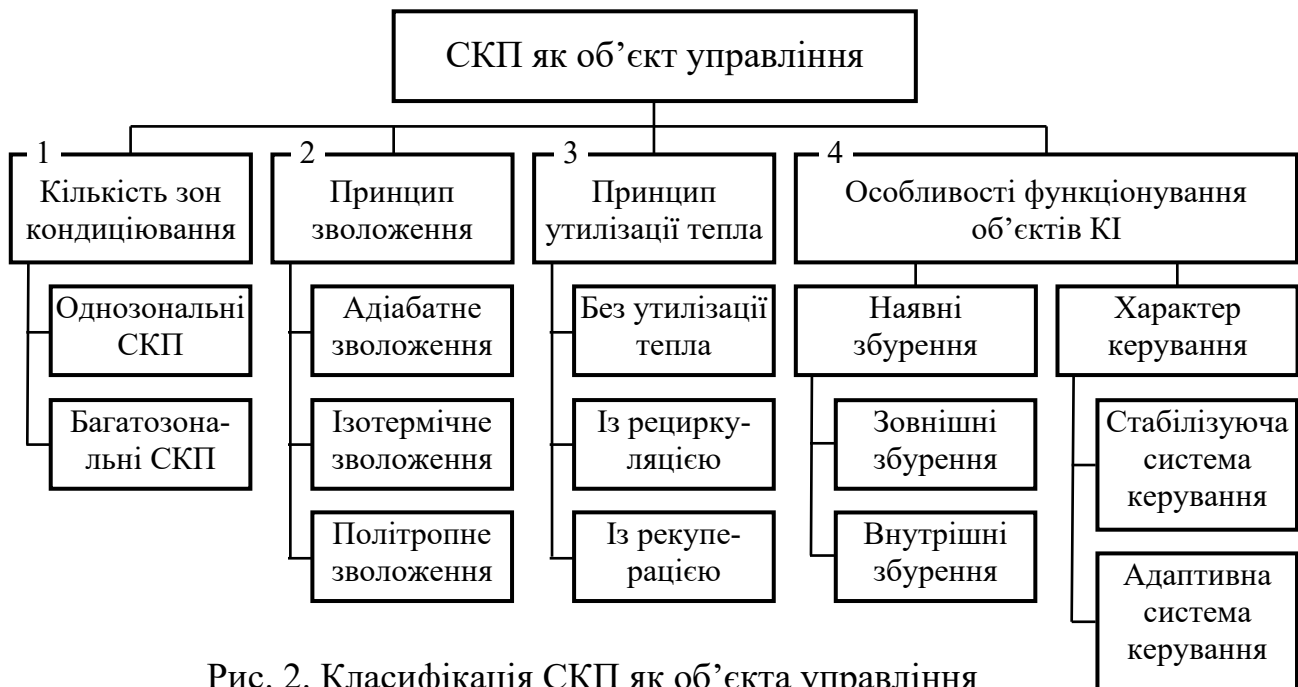 СКП як об’єкт управління
1
Кількість зон
кондиціювання
Однозональні
СКП
Багатозона-
льні СКП
2
Принцип
зволоження
Адіабатне
зволоження
Ізотермічне
зволоження
Політропне
зволоження
3
Принцип
утилізації тепла
Без утилізації
тепла
Із рецирку-
ляцією
Із рекупе-
рацією
4
Особливості функціонування
об’єктів КІ
Наявні
збурення
Зовнішні
збурення
Внутрішні
збурення
Характер
керування
Стабілізуюча
система
керування
Адаптивна
система
керування
Рис. 2. Класифікація СКП як об’єкта управління